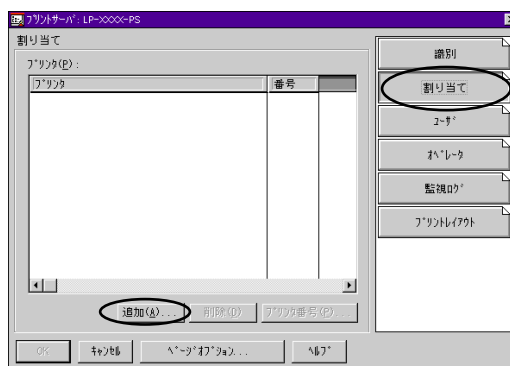 ﾌﾟﾘﾝﾄｻｰﾊﾞ: LP-XXXX-PS
割り当て
ﾌﾟﾘﾝﾀ(P) :
ﾌﾟﾘﾝﾀ 番号
追加(A)... 削除(D) ﾌﾟﾘﾝﾀ番号(P)...
OK ｷｬﾝｾﾙ ﾍﾟｰｼﾞｵﾌﾟｼｮﾝ... ﾍﾙﾌﾟ
識別
割り当て
ﾕｰｻﾞ
ｵﾍﾟﾚｰﾀ
監視ﾛｸﾞ
ﾌﾟﾘﾝﾄﾚｲｱｳﾄ